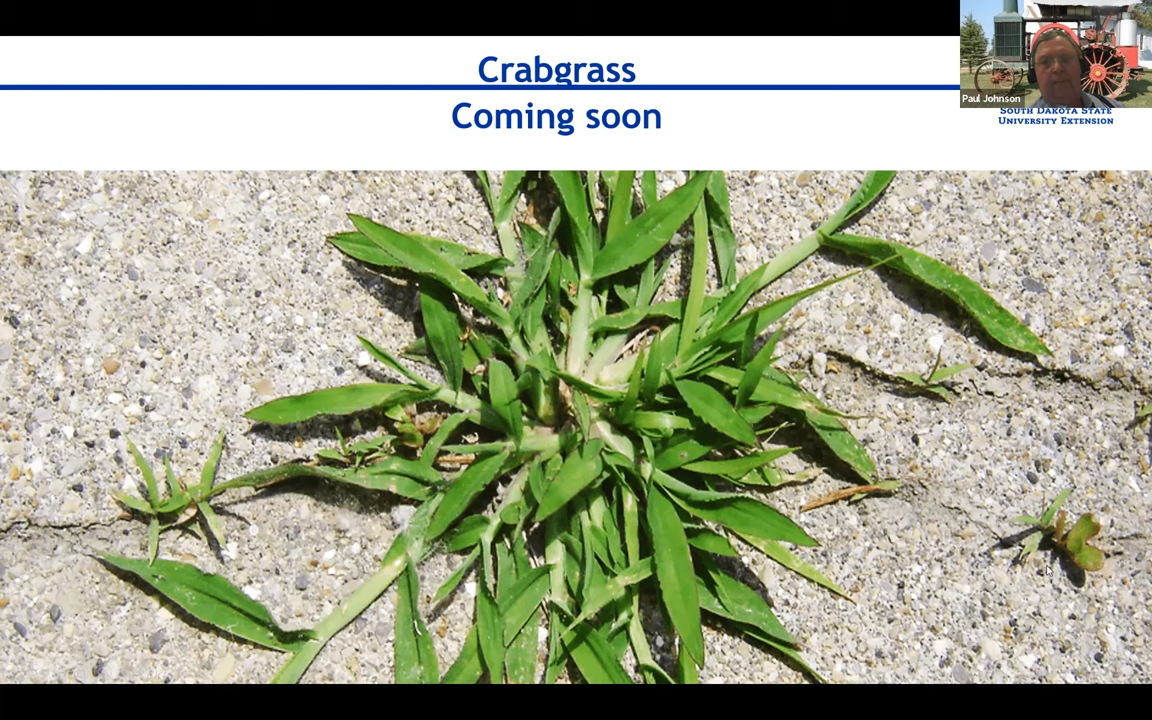 Crabgrass
Coming soon
Paul Johnson
South Dakota State
University Extension